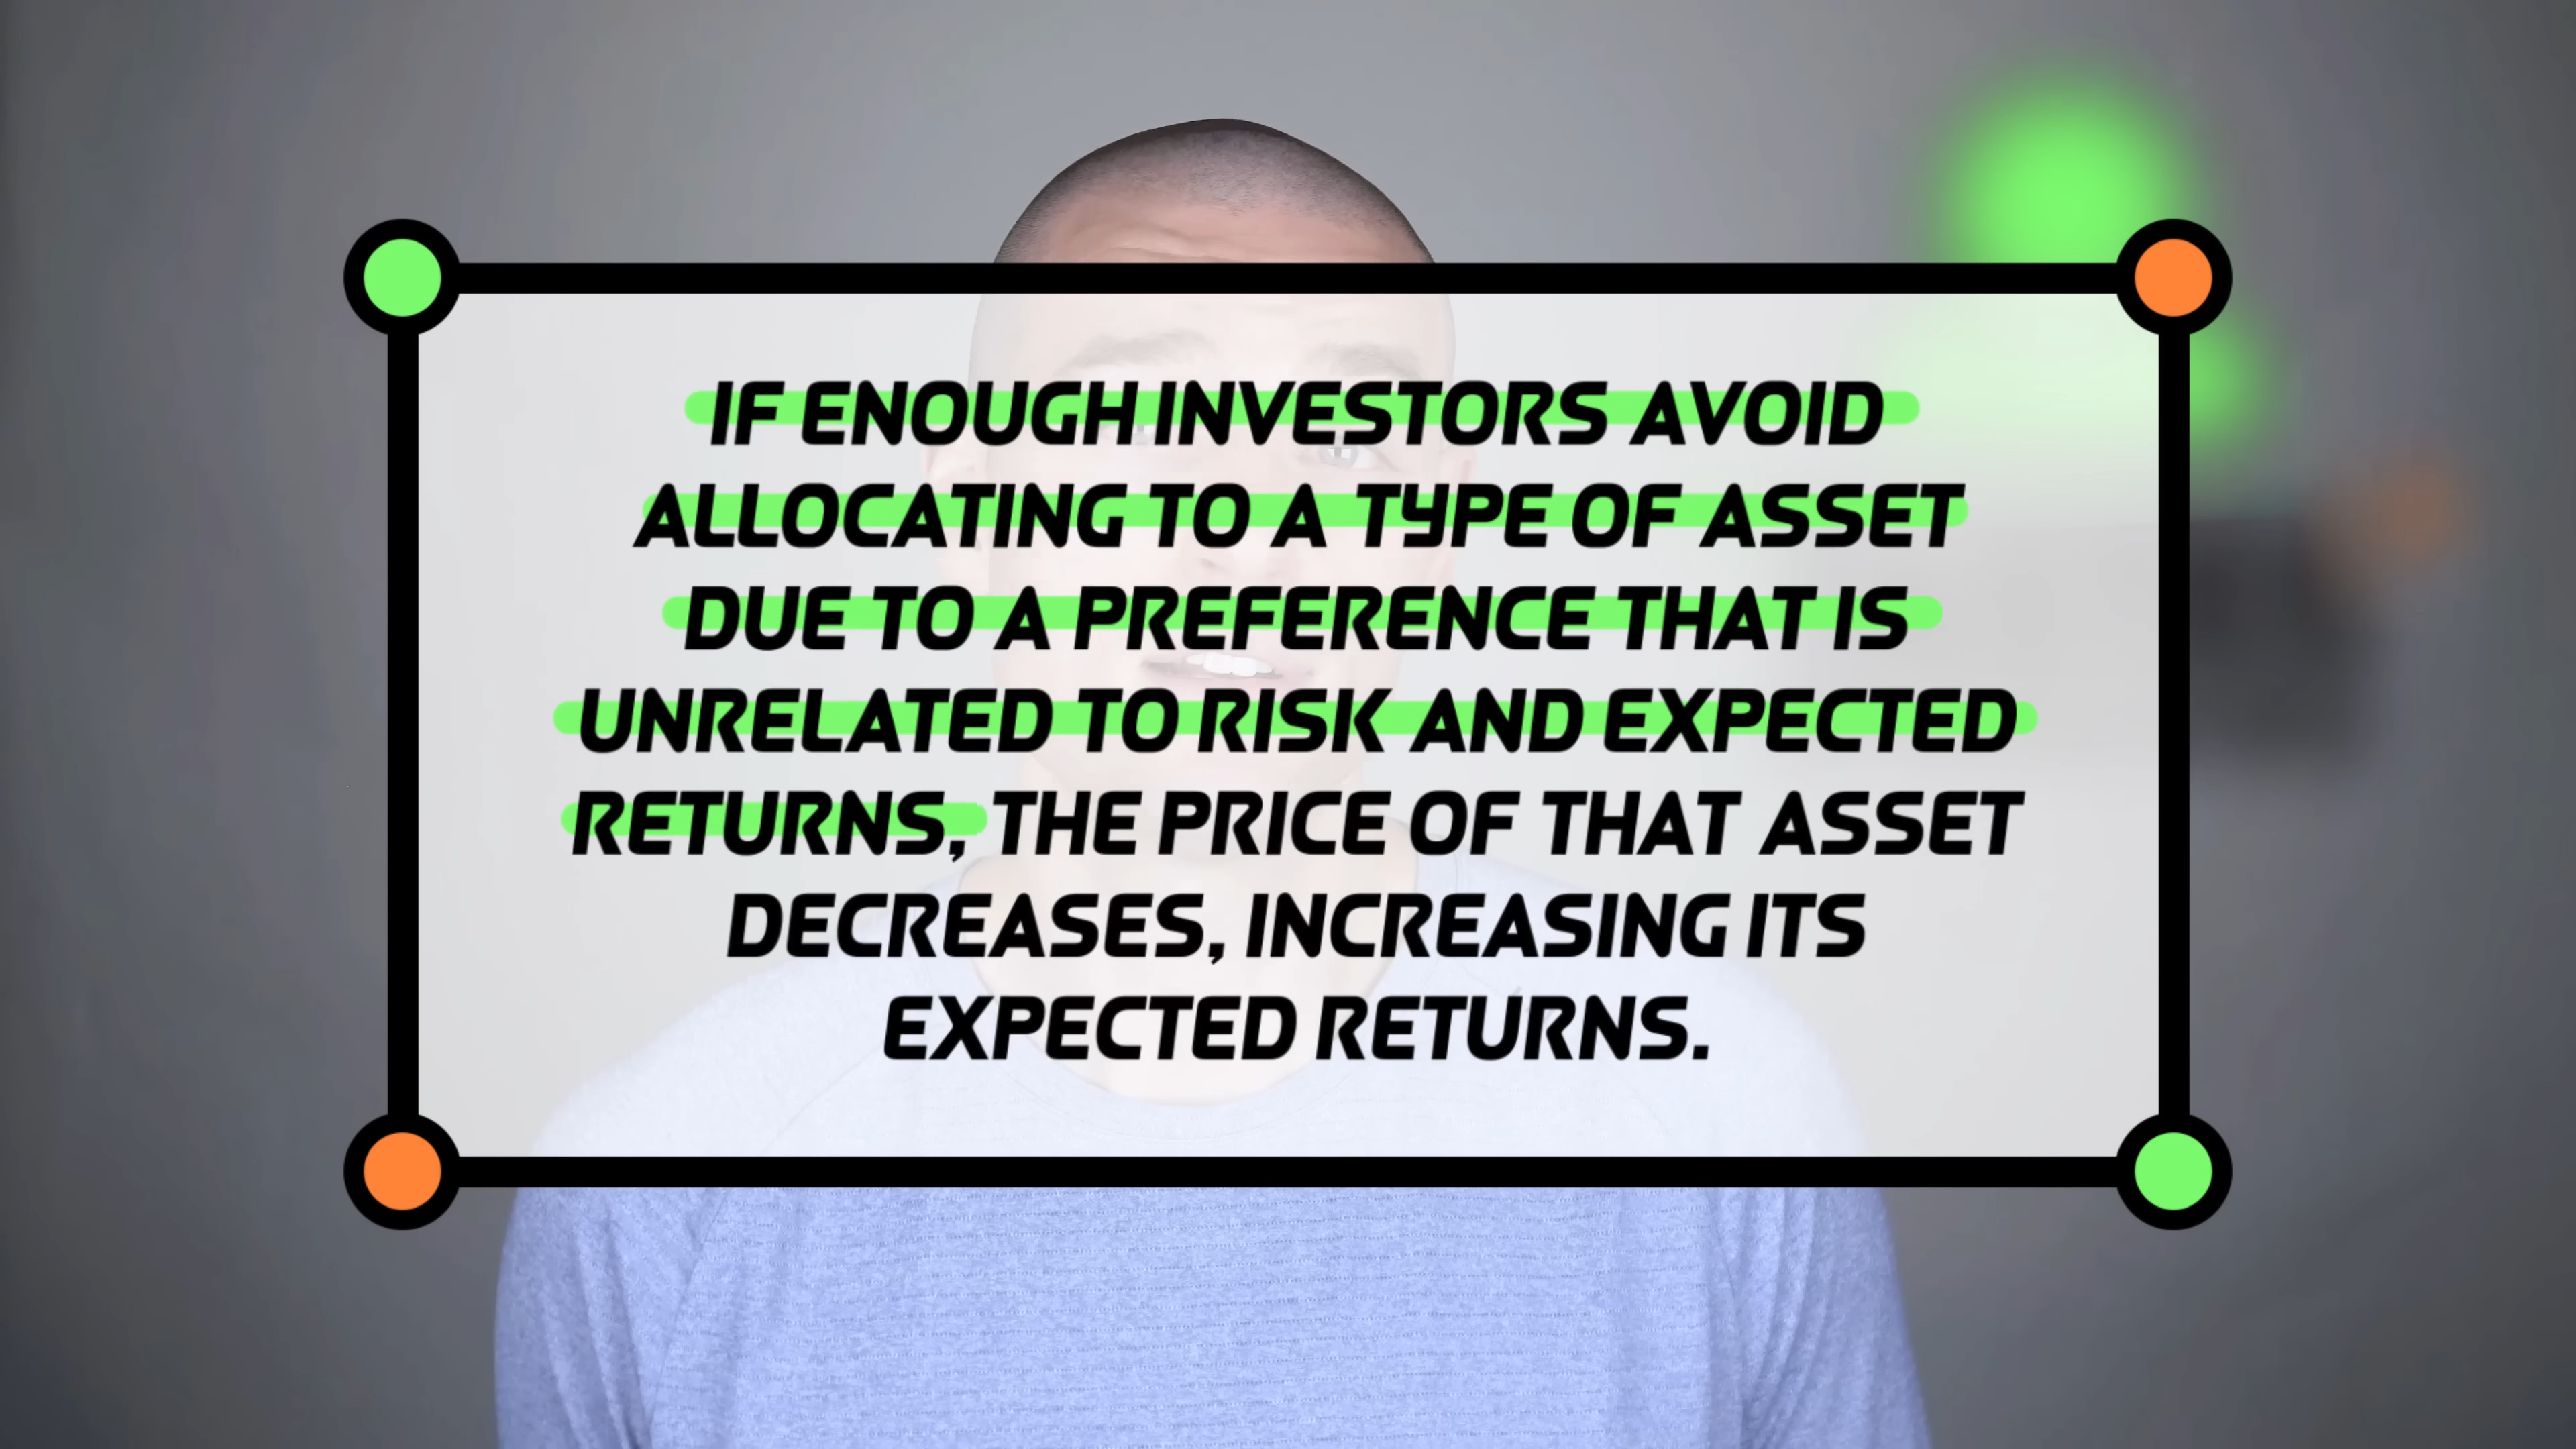 IF ENOUGH INVESTORS AVOID
ALLOCATING TO A TYPE OF ASSET
DUE TO A PREFERENCE THAT IS
UNRELATED TO RISK AND EXPECTED
RETURNS, THE PRICE OF THAT ASSET
DECREASES, INCREASING ITS
EXPECTED RETURNS.